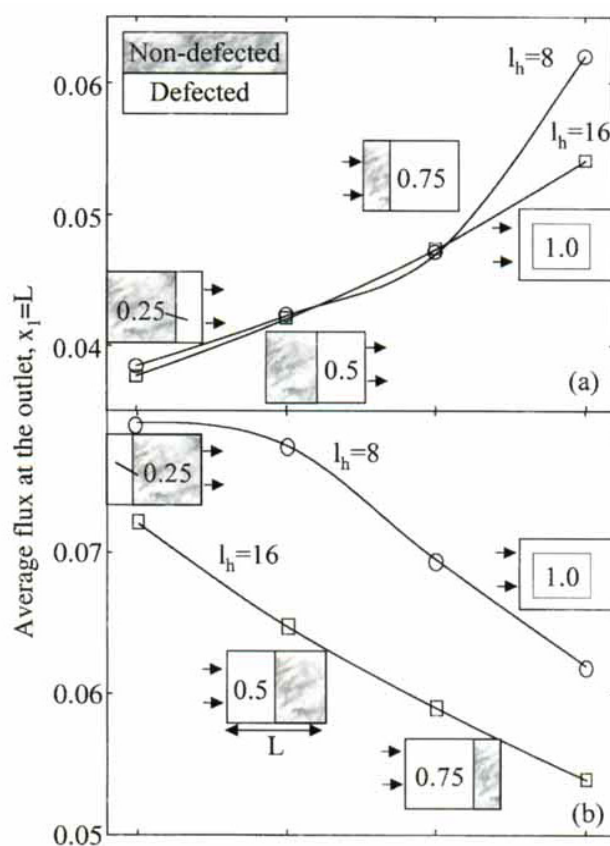 Non-defected
Defected
l_h=8
l_h=16
0.75
1.0
0.25
0.5
(a)
0.06
0.05
0.04
Average flux at the outlet, x₁=L
0.25
l_h=8
l_h=16
1.0
0.5
L
0.75
(b)
0.07
0.06
0.05